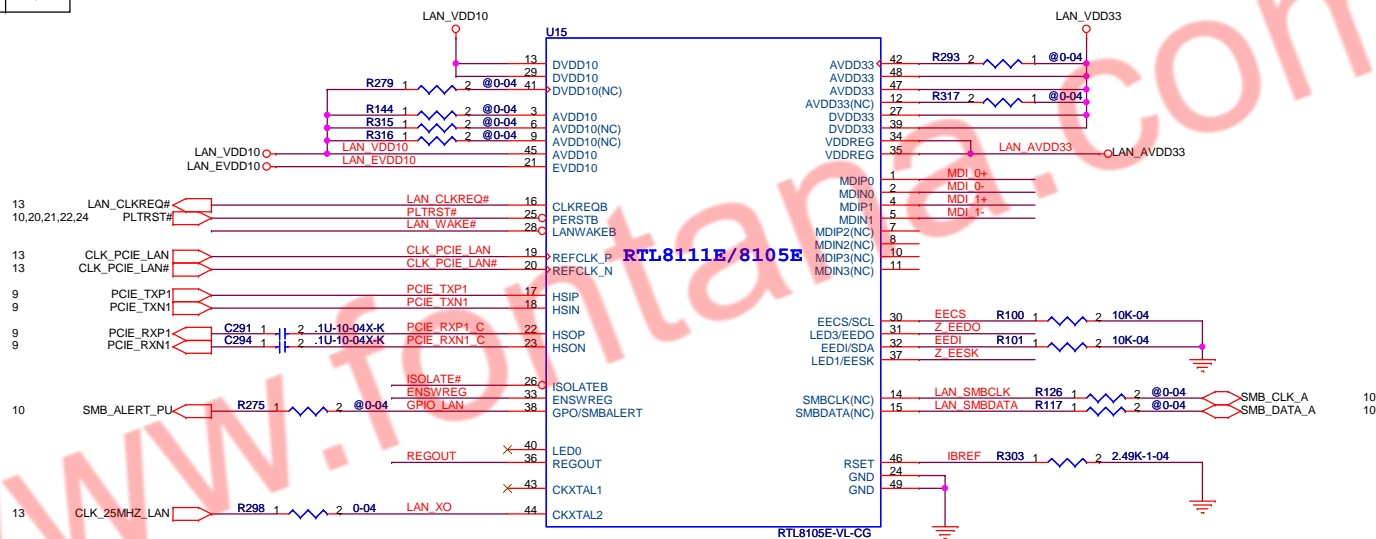 LAN_VDD10
LAN_VDD33
U15
13 DVDD10
29 DVDD10
R279 1 2 @0-04 41 DVDD10(NC)
R144 1 2 @0-04 3 AVDD10
R315 1 2 @0-04 6 AVDD10(NC)
R316 1 2 @0-04 9 AVDD10(NC)
LAN_VDD10 LAN_VDD10 45 AVDD10
LAN_EVDD10 LAN_EVDD10 21 EVDD10
AVDD33 42 R293 2 1 @0-04
AVDD33 48
AVDD33 47
AVDD33(NC) 12 R317 2 1 @0-04
DVDD33 27
DVDD33 39
VDDREG 34
VDDREG 35 LAN_AVDD33 LAN_AVDD33
MDIP0 1 MDI_0+
MDIN0 2 MDI_0-
MDIP1 4 MDI_1+
MDIN1 5 MDI_1-
MDIP2(NC) 7
MDIN2(NC) 8
MDIP3(NC) 10
MDIN3(NC) 11
13 LAN_CLKREQ# LAN_CLKREQ# 16 CLKREQB
10,20,21,22,24 PLTRST# PLTRST# 25 PERSTB
LAN_WAKE# 28 LANWAKEB
13 CLK_PCIE_LAN CLK_PCIE_LAN 19 REFCLK_P
13 CLK_PCIE_LAN# CLK_PCIE_LAN# 20 REFCLK_N
RTL8111E/8105E
9 PCIE_TXP1 PCIE_TXP1 17 HSIP
9 PCIE_TXN1 PCIE_TXN1 18 HSIN
9 PCIE_RXP1 C291 1 2 .1U-10-04X-K PCIE_RXP1_C 22 HSOP
9 PCIE_RXN1 C294 1 2 .1U-10-04X-K PCIE_RXN1_C 23 HSON
EECS/SCL 30 EECS R100 1 2 10K-04
LED3/EEDO 31 Z_EEDO
EEDI/SDA 32 EEDI R101 1 2 10K-04
LED1/EESK 37 Z_EESK
ISOLATE# 26 ISOLATEB
ENSWREG 33 ENSWREG
10 SMB_ALERT_PU R275 1 2 @0-04 GPIO_LAN 38 GPO/SMBALERT
SMBCLK(NC) 14 LAN_SMBCLK R126 1 2 @0-04 SMB_CLK_A 10
SMBDATA(NC) 15 LAN_SMBDATA R117 1 2 @0-04 SMB_DATA_A 10
40 LED0
REGOUT 36 REGOUT
43 CKXTAL1
13 CLK_25MHZ_LAN R298 1 2 0-04 LAN_XO 44 CKXTAL2
RSET 46 IBREF R303 1 2 2.49K-1-04
GND 24
GND 49
RTL8105E-VL-CG
www.fontana.com